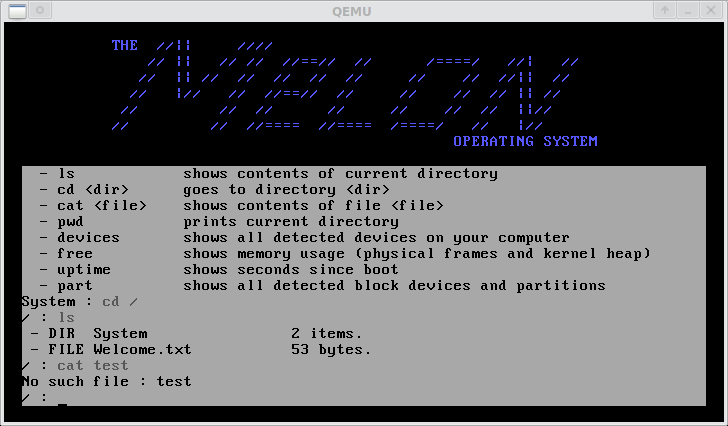 QEMU
THE
MELON
OPERATING SYSTEM
- ls shows contents of current directory
- cd <dir> goes to directory <dir>
- cat <file> shows contents of file <file>
- pwd prints current directory
- devices shows all detected devices on your computer
- free shows memory usage (physical frames and kernel heap)
- uptime shows seconds since boot
- part shows all detected block devices and partitions
System : cd /
/ : ls
- DIR System 2 items.
- FILE Welcome.txt 53 bytes.
/ : cat test
No such file : test
/ : _